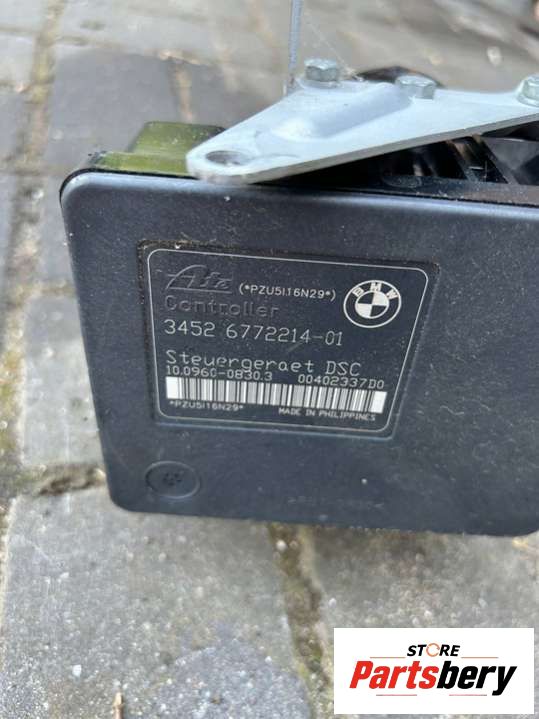 Ate (*PZU5I16N29*)
BMW
Controller
3452 6772214-01
Steuergeraet DSC
10.0960-0830.3 00402337D0
*PZU5I16N29* MADE IN PHILIPPINES
STORE
Partsbery